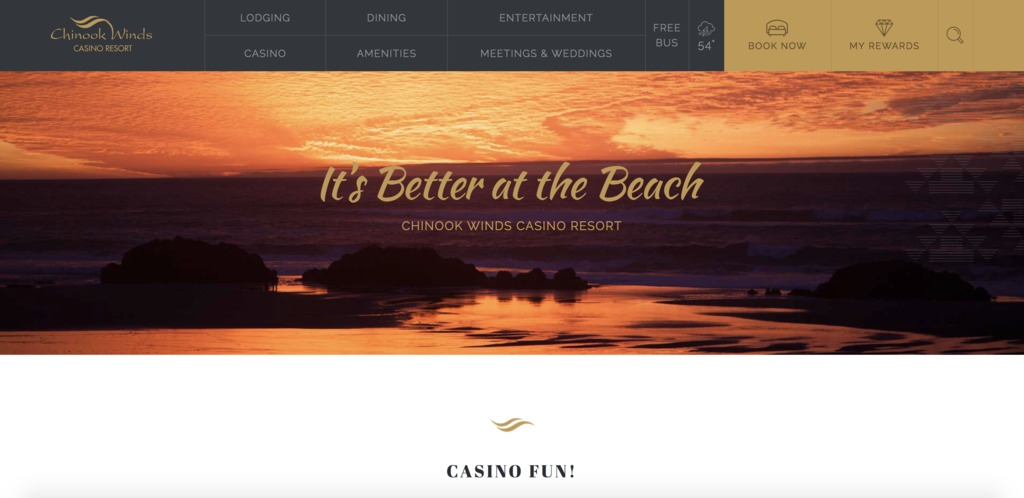 Chinook Winds
CASINO RESORT
LODGING
DINING
ENTERTAINMENT
CASINO
AMENITIES
MEETINGS & WEDDINGS
FREE
BUS
54°
BOOK NOW
MY REWARDS
It's Better at the Beach
CHINOOK WINDS CASINO RESORT
CASINO FUN!